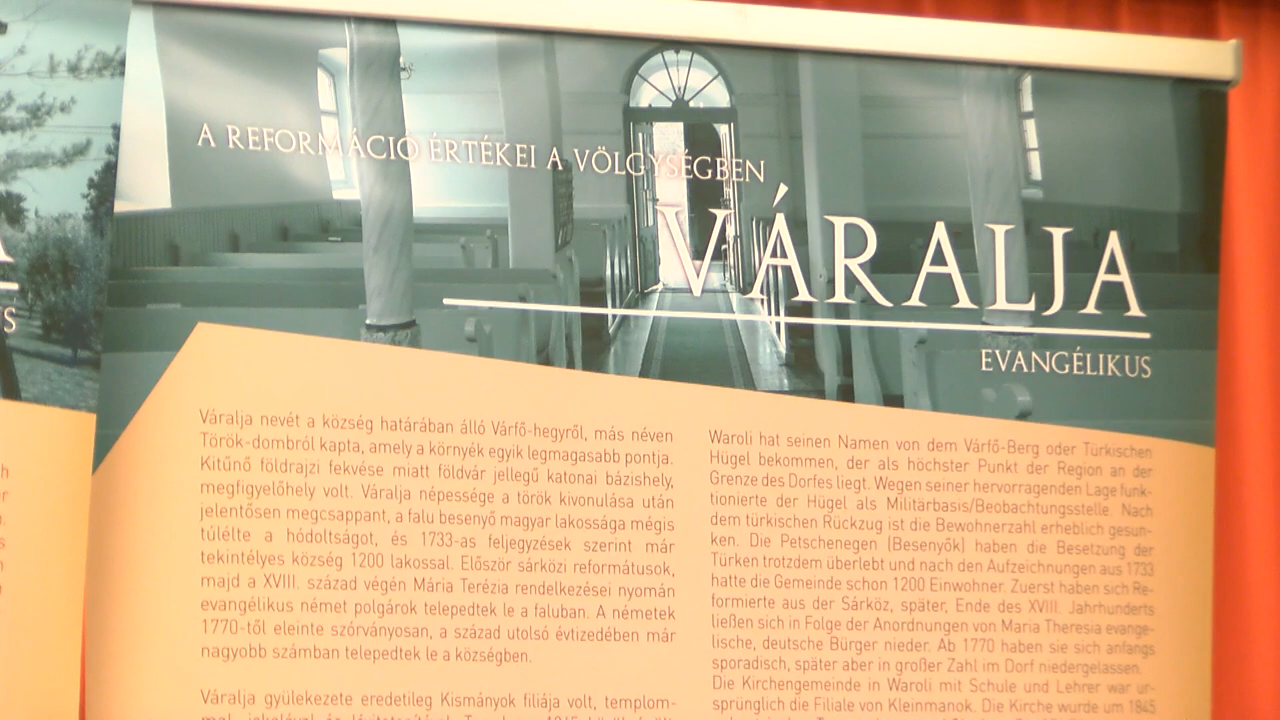 A REFORMÁCIÓ ÉRTÉKEI A VÖLGYSÉGBEN
VÁRALJA
EVANGÉLIKUS
Váralja nevét a község határában álló Várfő-hegyről, más néven
Török-dombról kapta, amely a környék egyik legmagasabb pontja.
Kitűnő földrajzi fekvése miatt földvár jellegű katonai bázishely,
megfigyelőhely volt. Váralja népessége a török kivonulása után
jelentősen megcsappant, a falu besenyő magyar lakossága mégis
túlélte a hódoltságot, és 1733-as feljegyzések szerint már
tekintélyes község 1200 lakossal. Először sárközi reformátusok,
majd a XVIII. század végén Mária Terézia rendelkezései nyomán
evangélikus német polgárok telepedtek le a faluban. A németek
1770-től eleinte szórványosan, a század utolsó évtizedében már
nagyobb számban telepedtek le a községben.
Váralja gyülekezete eredetileg Kismányok filiája volt, templom-
Waroli hat seinen Namen von dem Várfő-Berg oder Türkischen
Hügel bekommen, der als höchster Punkt der Region an der
Grenze des Dorfes liegt. Wegen seiner hervorragenden Lage funk-
tionierte der Hügel als Militärbasis/Beobachtungsstelle. Nach
dem türkischen Rückzug ist die Bewohnerzahl erheblich gesun-
ken. Die Petschenegen (Besenyők) haben die Besetzung der
Türken trotzdem überlebt und nach den Aufzeichnungen aus 1733
hatte die Gemeinde schon 1200 Einwohner. Zuerst haben sich Re-
formierte aus der Sárköz, später, Ende des XVIII. Jahrhunderts
ließen sich in Folge der Anordnungen von Maria Theresia evange-
lische, deutsche Bürger nieder. Ab 1770 haben sie sich anfangs
sporadisch, später aber in großer Zahl im Dorf niedergelassen.
Die Kirchengemeinde in Waroli mit Schule und Lehrer war ur-
sprünglich die Filiale von Kleinmanok. Die Kirche wurde um 1845